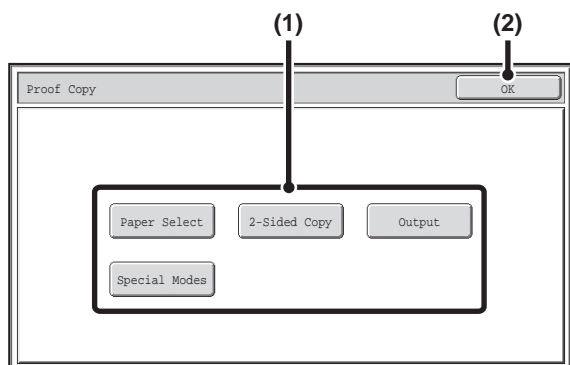 (1) (2)
Proof Copy OK
Paper Select 2-Sided Copy Output
Special Modes